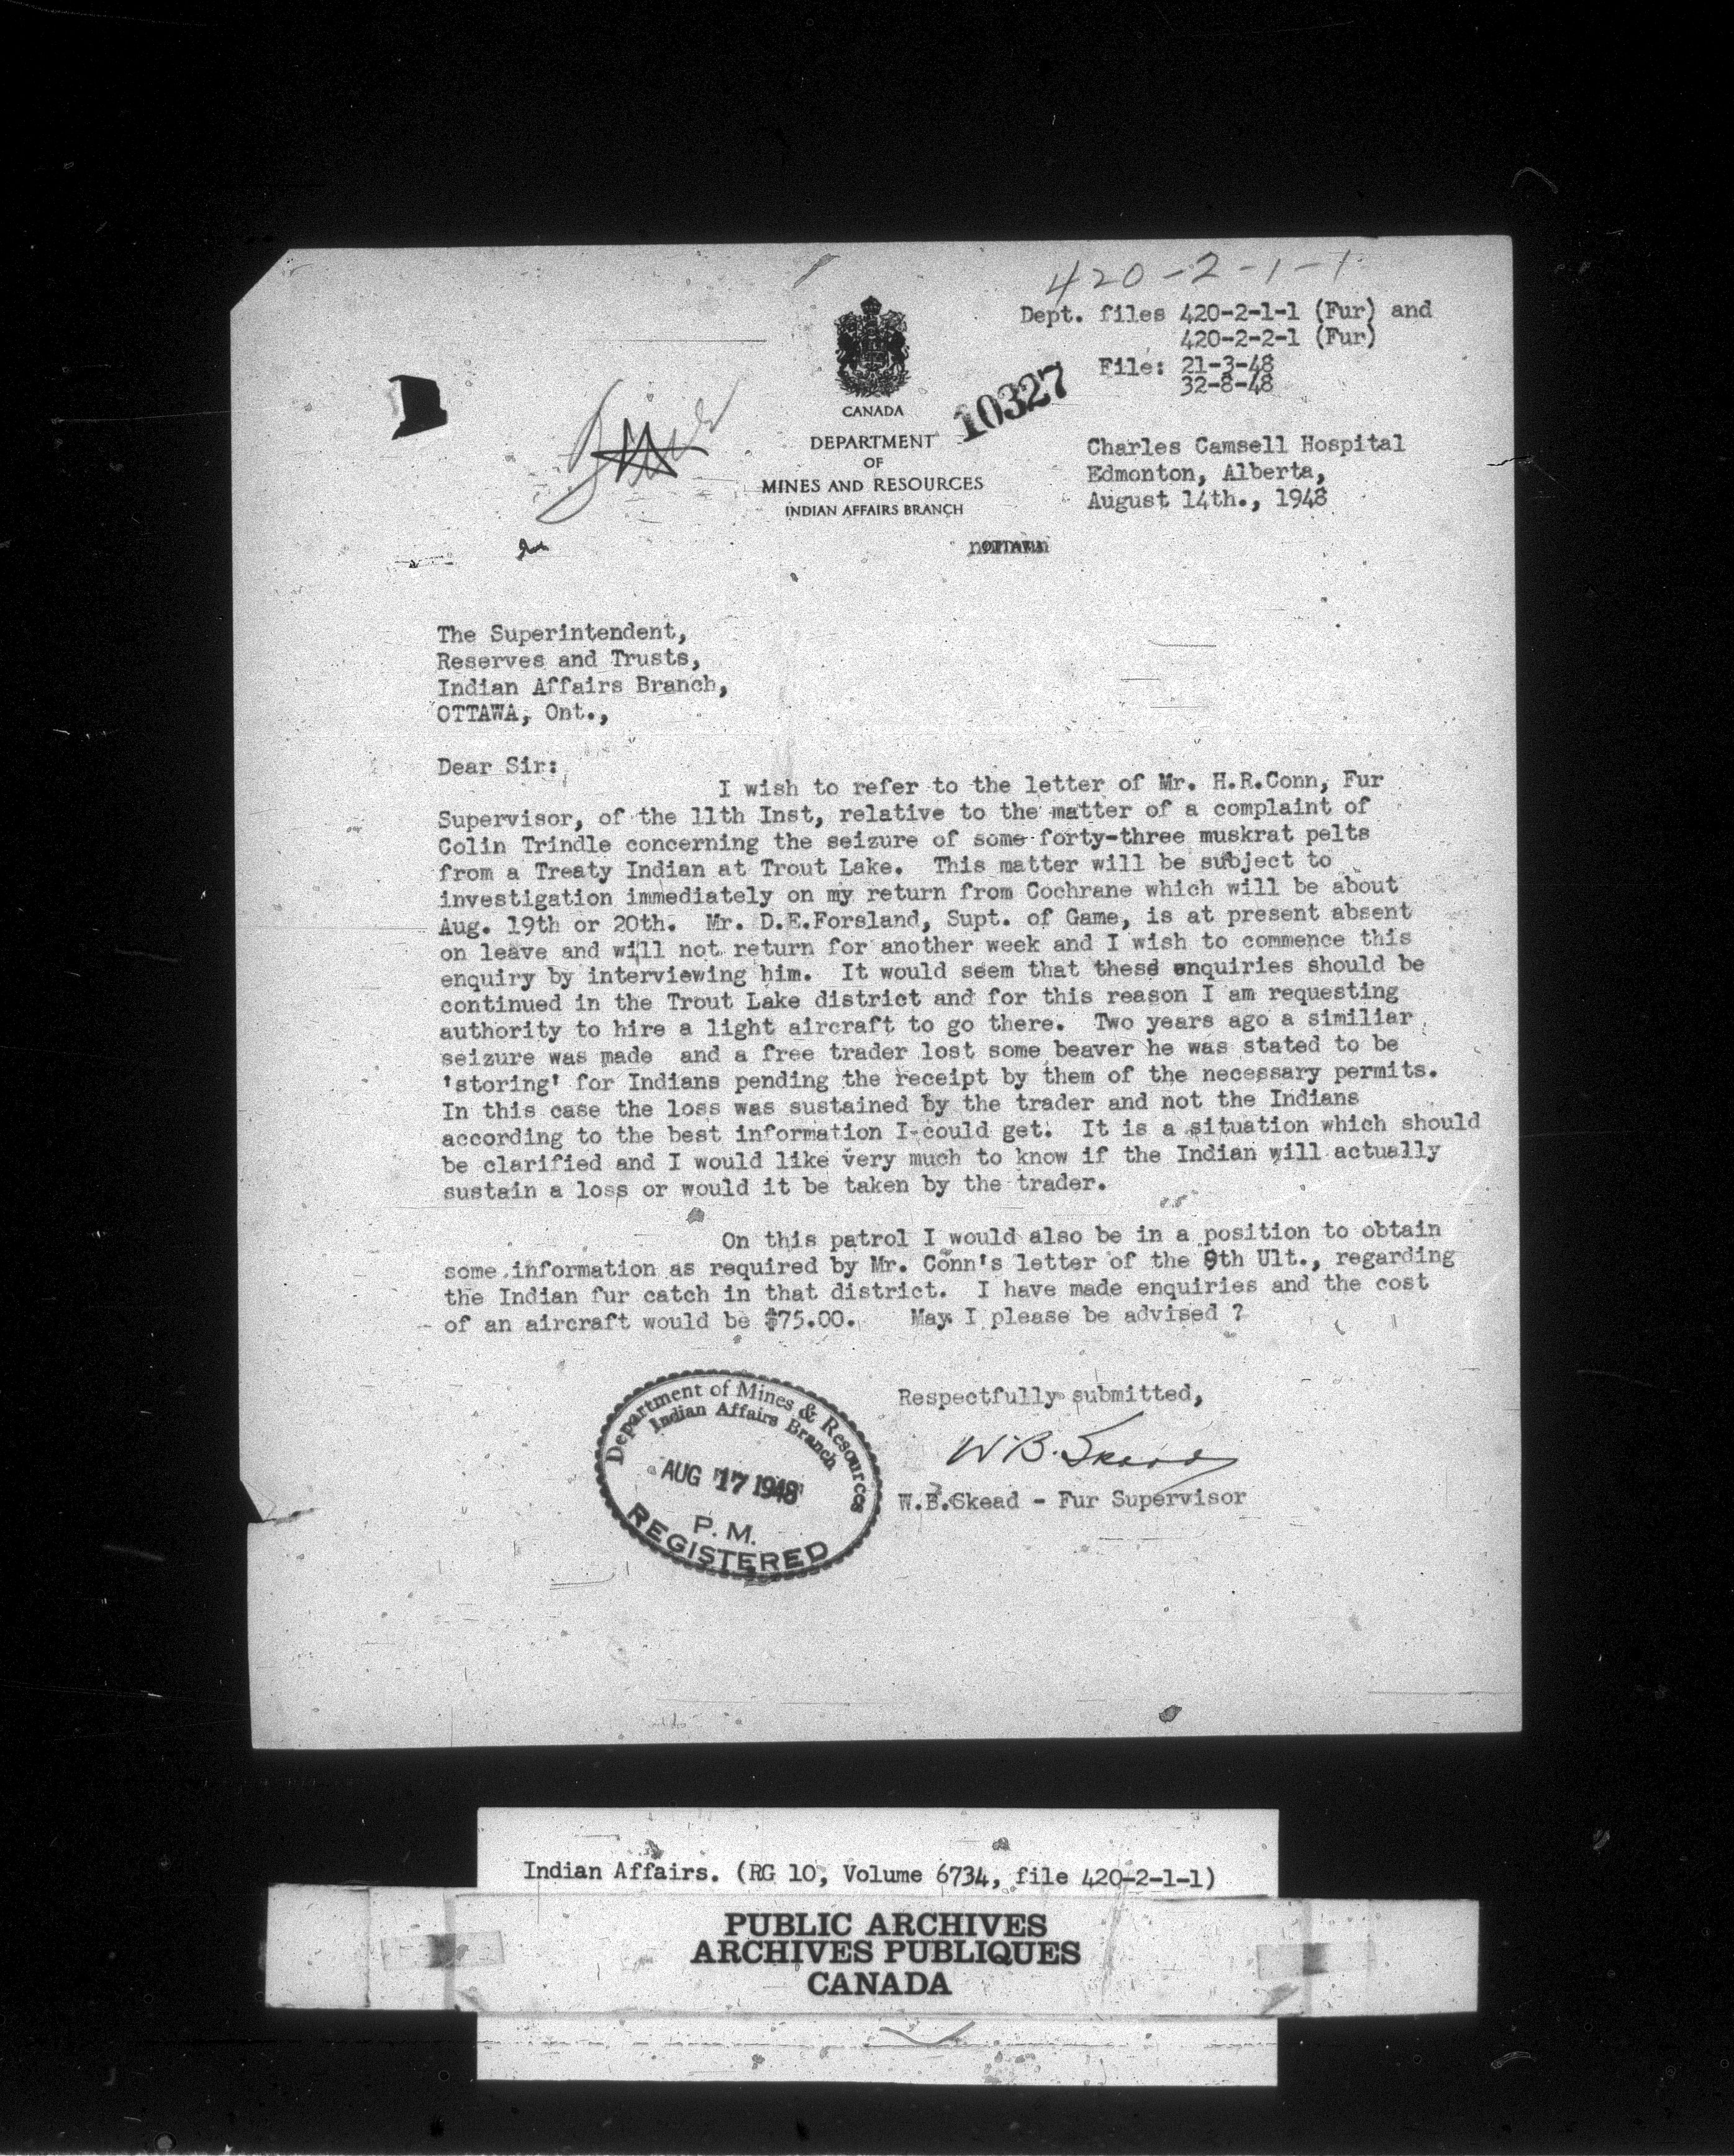 420-2-1-1
Dept. files 420-2-1-1 (Fur) and
420-2-2-1 (Fur)
File: 21-3-48
32-8-48
10327
CANADA
DEPARTMENT
OF
MINES AND RESOURCES
INDIAN AFFAIRS BRANCH
OTTAWA
Charles Camsell Hospital
Edmonton, Alberta,
August 14th., 1948
The Superintendent,
Reserves and Trusts,
Indian Affairs Branch,
OTTAWA, Ont.,
Dear Sir:
I wish to refer to the letter of Mr. H.R.Conn, Fur
Supervisor, of the 11th Inst, relative to the matter of a complaint of
Colin Trindle concerning the seizure of some forty-three muskrat pelts
from a Treaty Indian at Trout Lake. This matter will be subject to
investigation immediately on my return from Cochrane which will be about
Aug. 19th or 20th. Mr. D.E.Forsland, Supt. of Game, is at present absent
on leave and will not return for another week and I wish to commence this
enquiry by interviewing him. It would seem that these enquiries should be
continued in the Trout Lake district and for this reason I am requesting
authority to hire a light aircraft to go there. Two years ago a similiar
seizure was made and a free trader lost some beaver he was stated to be
'storing' for Indians pending the receipt by them of the necessary permits.
In this case the loss was sustained by the trader and not the Indians
according to the best information I could get. It is a situation which should
be clarified and I would like very much to know if the Indian will actually
sustain a loss or would it be taken by the trader.
On this patrol I would also be in a position to obtain
some information as required by Mr. Conn's letter of the 9th Ult., regarding
the Indian fur catch in that district. I have made enquiries and the cost
of an aircraft would be $75.00. May I please be advised ?
Respectfully submitted,
W.B. Skead
W.B.Skead - Fur Supervisor
Department of Mines & Resources
Indian Affairs Branch
AUG 17 1948
P.M.
REGISTERED
Indian Affairs. (RG 10, Volume 6734, file 420-2-1-1)
PUBLIC ARCHIVES
ARCHIVES PUBLIQUES
CANADA